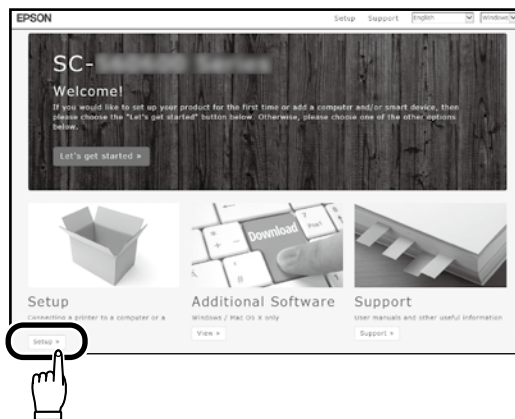 EPSON
Setup Support English Windows
SC-
Welcome!
If you would like to set up your product for the first time or add a computer and/or smart device, then
please choose the "Let's get started" button below. Otherwise, please choose one of the other options
below.
Let's get started »
Download
Setup
Connecting a printer to a computer or a
Setup »
Additional Software
Windows / Mac OS X only
View »
Support
User manuals and other useful information
Support »